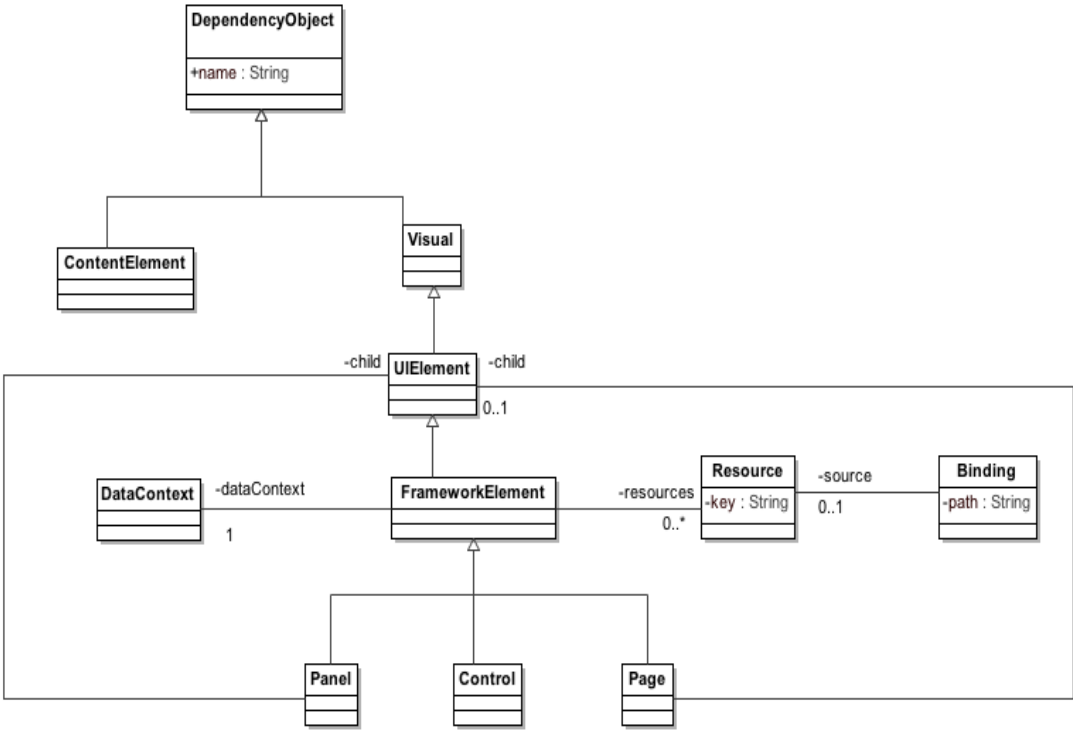 DependencyObject
+name : String
Visual
ContentElement
-child
UIElement
-child
0..1
DataContext
-dataContext
1
FrameworkElement
-resources
0..*
Resource
-key : String
-source
0..1
Binding
-path : String
Panel
Control
Page